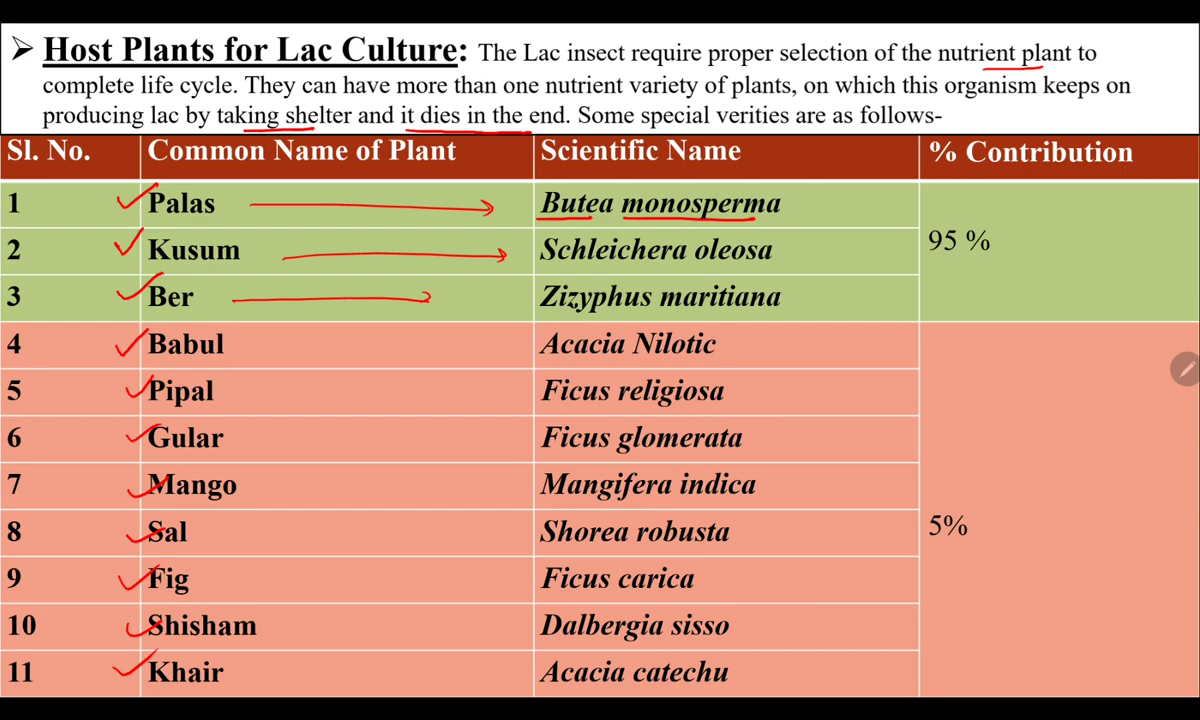 ➢ Host Plants for Lac Culture: The Lac insect require proper selection of the nutrient plant to
complete life cycle. They can have more than one nutrient variety of plants, on which this organism keeps on
producing lac by taking shelter and it dies in the end. Some special verities are as follows-
Sl. No. Common Name of Plant Scientific Name % Contribution
1 Palas Butea monosperma
2 Kusum Schleichera oleosa 95 %
3 Ber Zizyphus maritiana
4 Babul Acacia Nilotic
5 Pipal Ficus religiosa
6 Gular Ficus glomerata
7 Mango Mangifera indica
8 Sal Shorea robusta 5%
9 Fig Ficus carica
10 Shisham Dalbergia sisso
11 Khair Acacia catechu